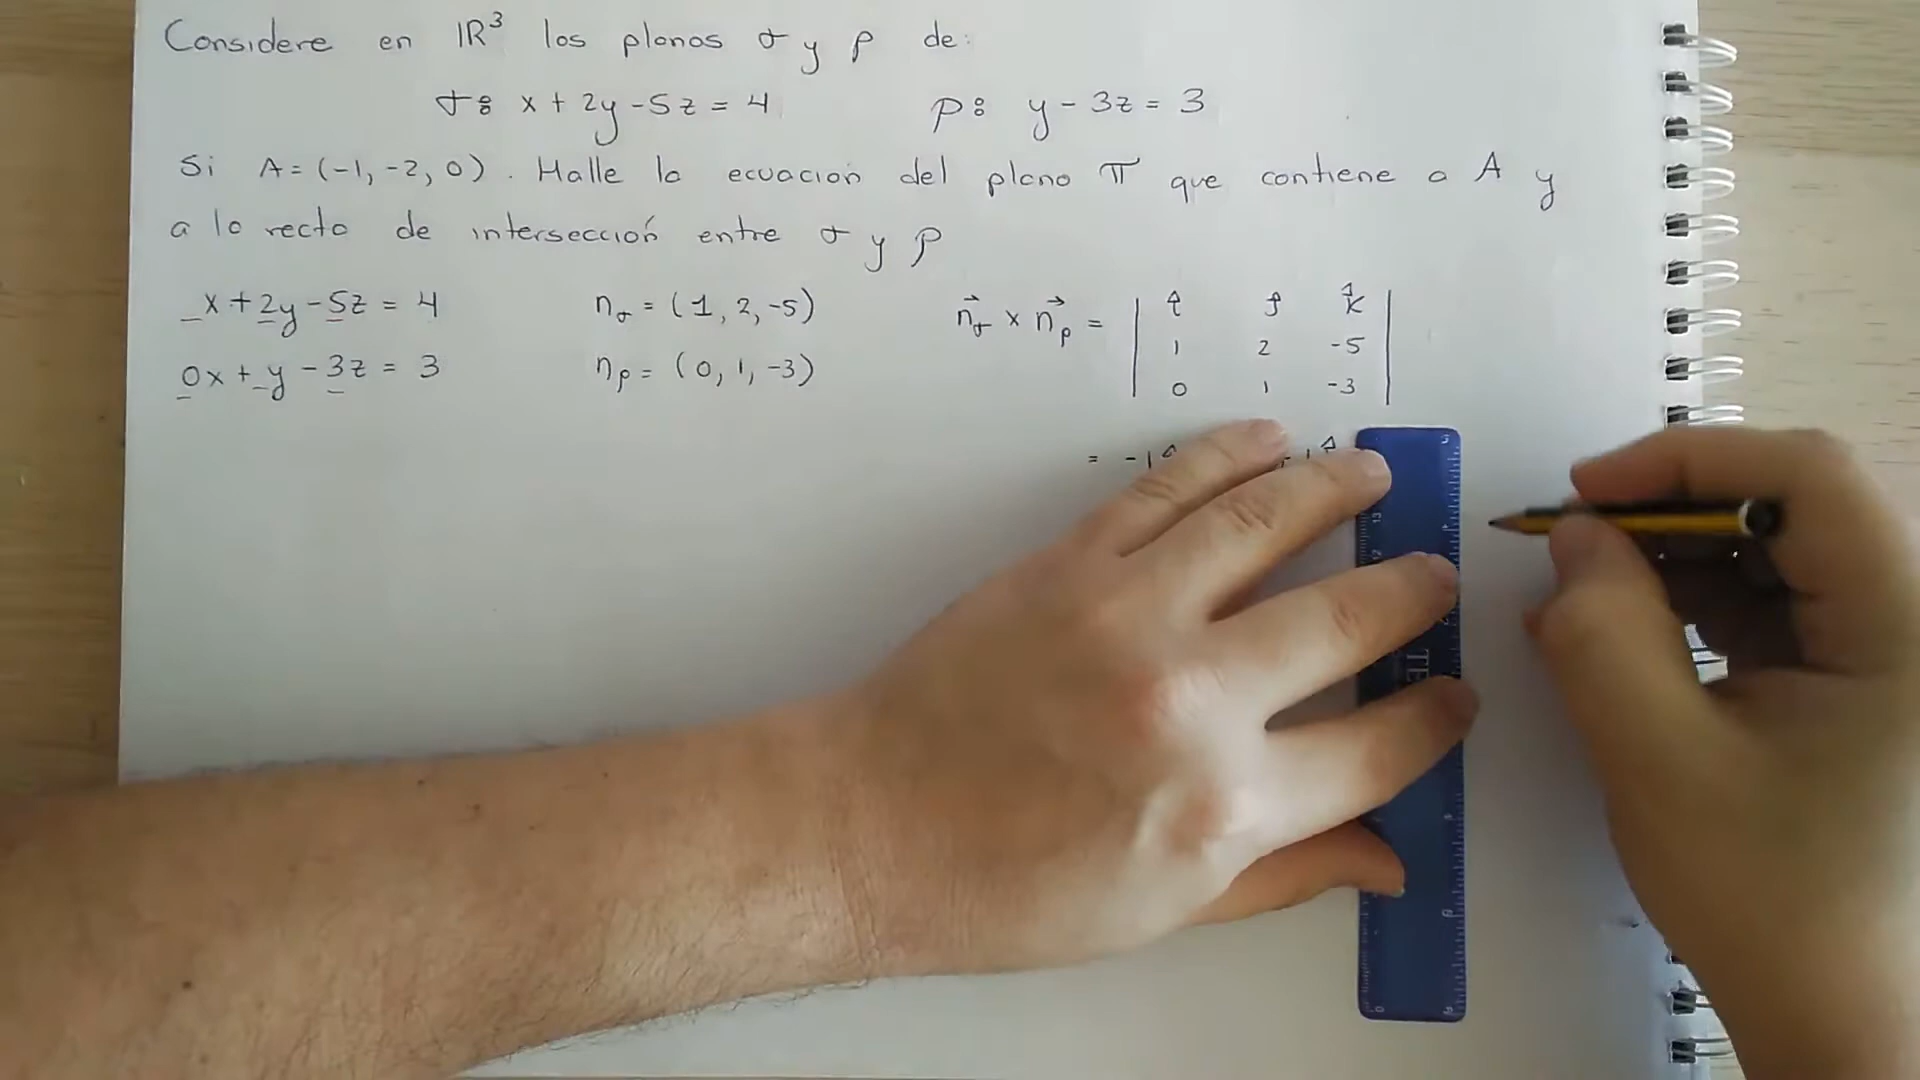 Considere en IR³ los planos σ y ρ de:
σ: x + 2y - 5z = 4 ρ: y - 3z = 3
Si A = (-1, -2, 0). Halle la ecuación del plano π que contiene a A y
a la recta de intersección entre σ y ρ
x + 2y - 5z = 4 nσ = (1, 2, -5) n⃗σ x n⃗ρ = | î ĵ k̂ |
| 1 2 -5 |
0x + y - 3z = 3 nρ = (0, 1, -3) | 0 1 -3 |
= -1